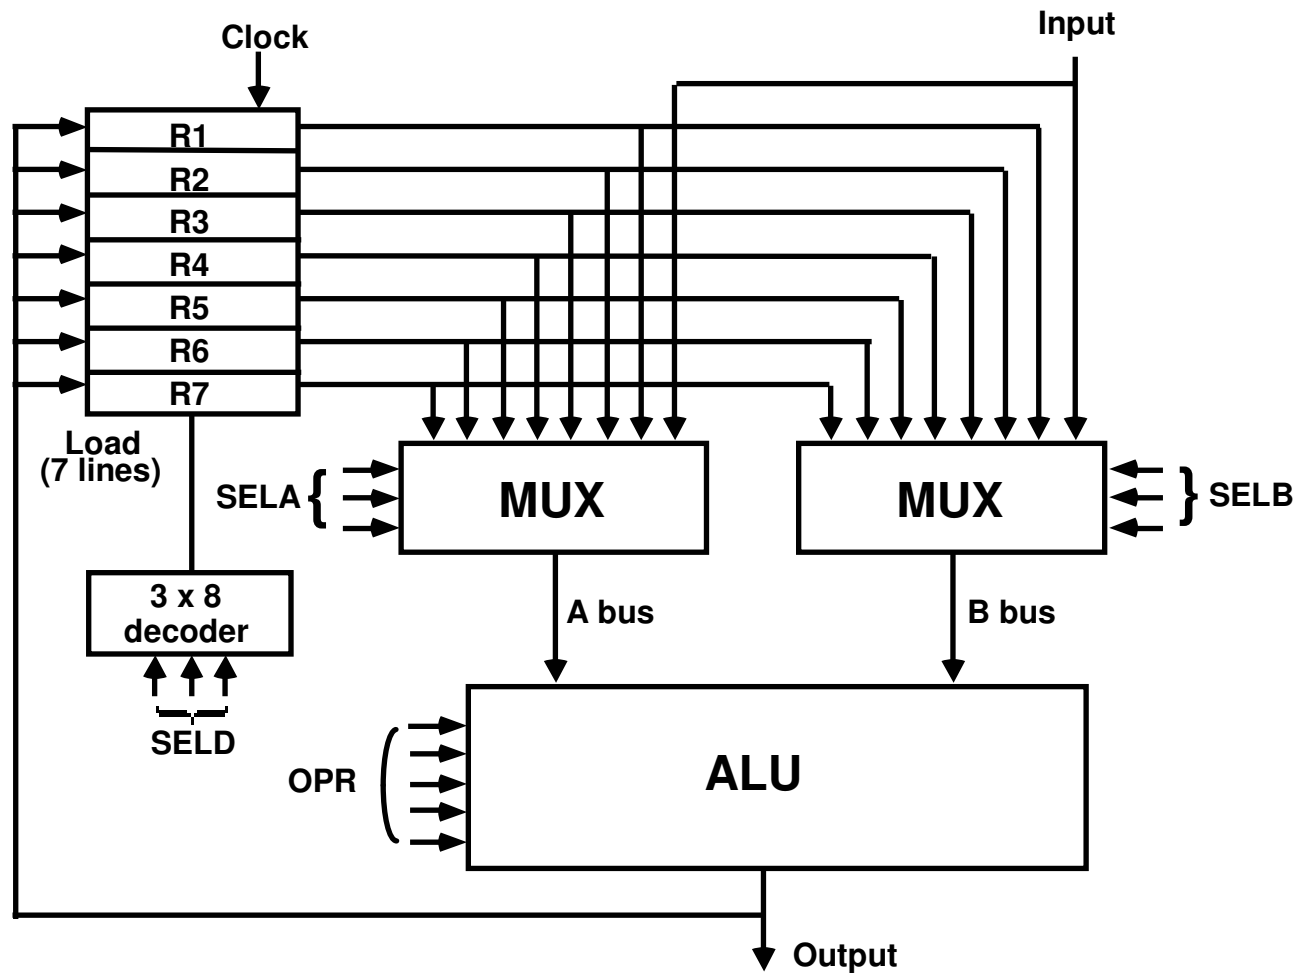 Clock
Input
R1
R2
R3
R4
R5
R6
R7
Load
(7 lines)
SELA {
MUX
MUX
} SELB
3 x 8
decoder
A bus
B bus
SELD
OPR
ALU
Output